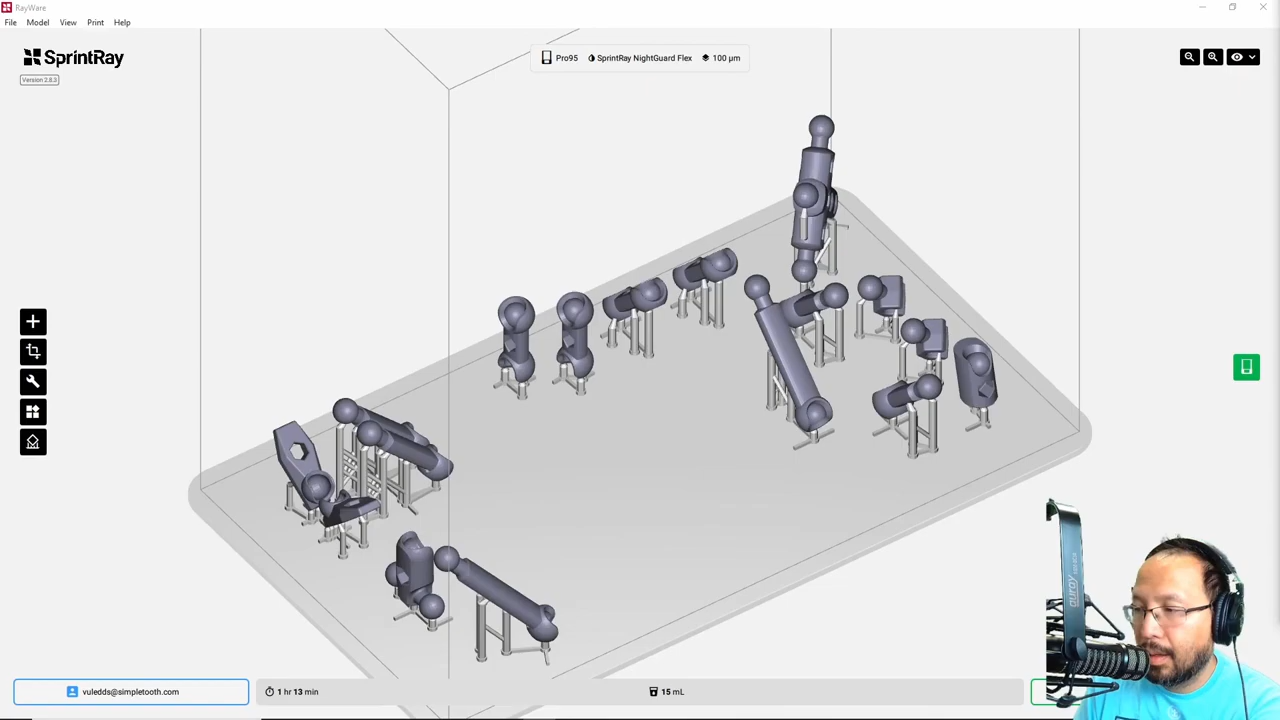 RayWare
File Model View Print Help
SprintRay
Version 2.8.3
Pro95 SprintRay NightGuard Flex 100 µm
vuledds@simpletooth.com
1 hr 13 min
15 mL